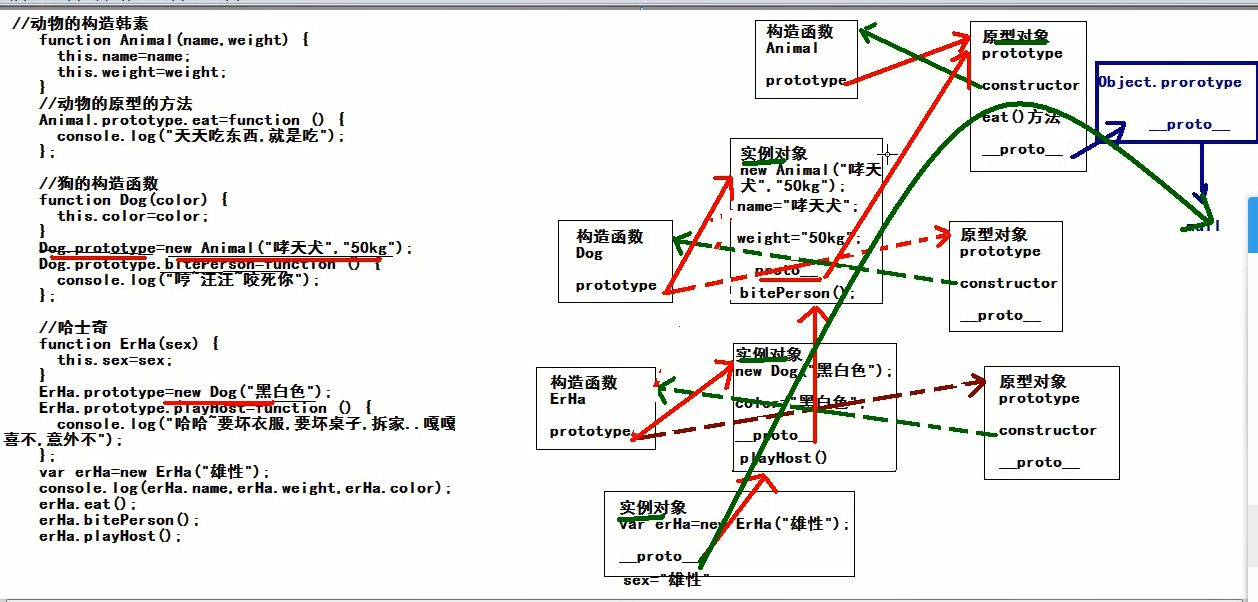 //动物的构造韩素
function Animal(name,weight) {
this.name=name;
this.weight=weight;
}
//动物的原型的方法
Animal.prototype.eat=function () {
console.log("天天吃东西,就是吃");
};
//狗的构造函数
function Dog(color) {
this.color=color;
}
Dog.prototype=new Animal("哮天犬","50kg");
Dog.prototype.bitePerson=function () {
console.log("哼~汪汪~咬死你");
};
//哈士奇
function ErHa(sex) {
this.sex=sex;
}
ErHa.prototype=new Dog("黑白色");
ErHa.prototype.playHost=function () {
console.log("哈哈~要坏衣服,要坏桌子,拆家..嘎嘎
喜不,意外不");
};
var erHa=new ErHa("雄性");
console.log(erHa.name,erHa.weight,erHa.color);
erHa.eat();
erHa.bitePerson();
erHa.playHost();
构造函数
Animal
prototype
原型对象
prototype
constructor
eat()方法
__proto__
Object.prorotype
__proto__
null
实例对象
new Animal("哮天
犬","50kg");
name="哮天犬";
weight="50kg";
__proto__
bitePerson();
构造函数
Dog
prototype
原型对象
prototype
constructor
__proto__
实例对象
new Dog("黑白色");
color="黑白色";
__proto__
playHost()
构造函数
ErHa
prototype
原型对象
prototype
constructor
__proto__
实例对象
var erHa=new ErHa("雄性");
__proto__
sex="雄性"